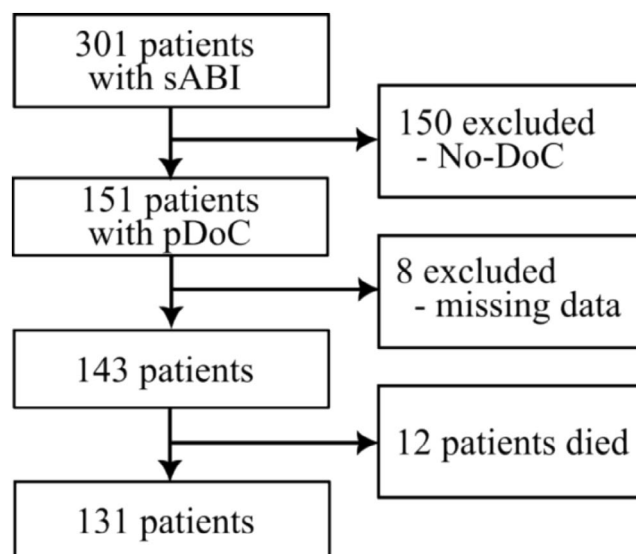 301 patients
with sABI
150 excluded
- No-DoC
151 patients
with pDoC
8 excluded
- missing data
143 patients
12 patients died
131 patients